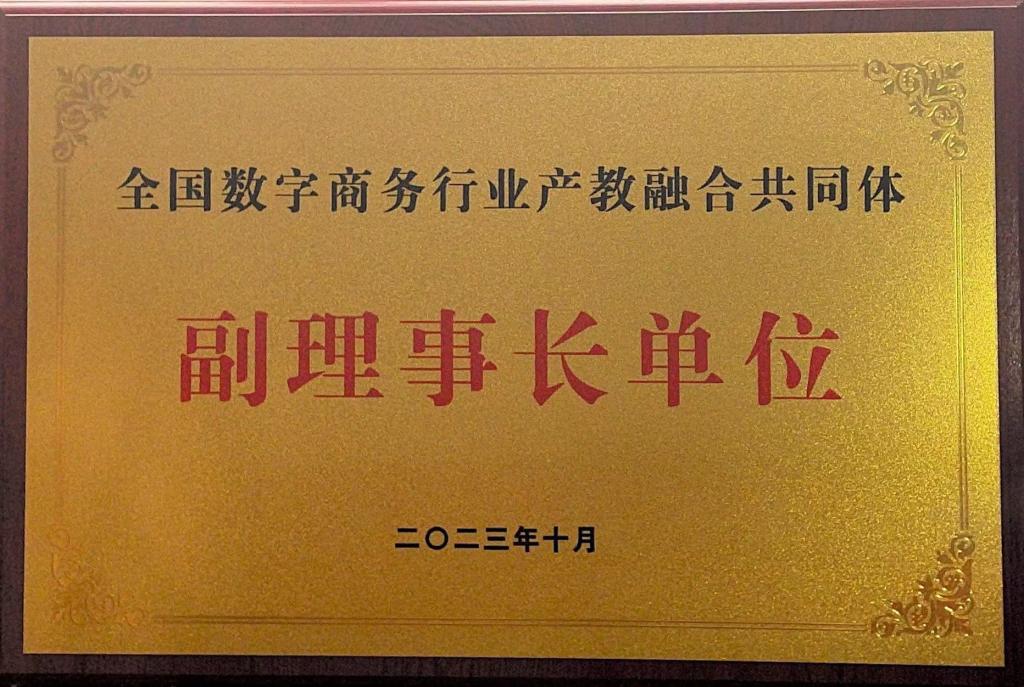 全国数字商务行业产教融合共同体
副理事长单位
二〇二三年十月